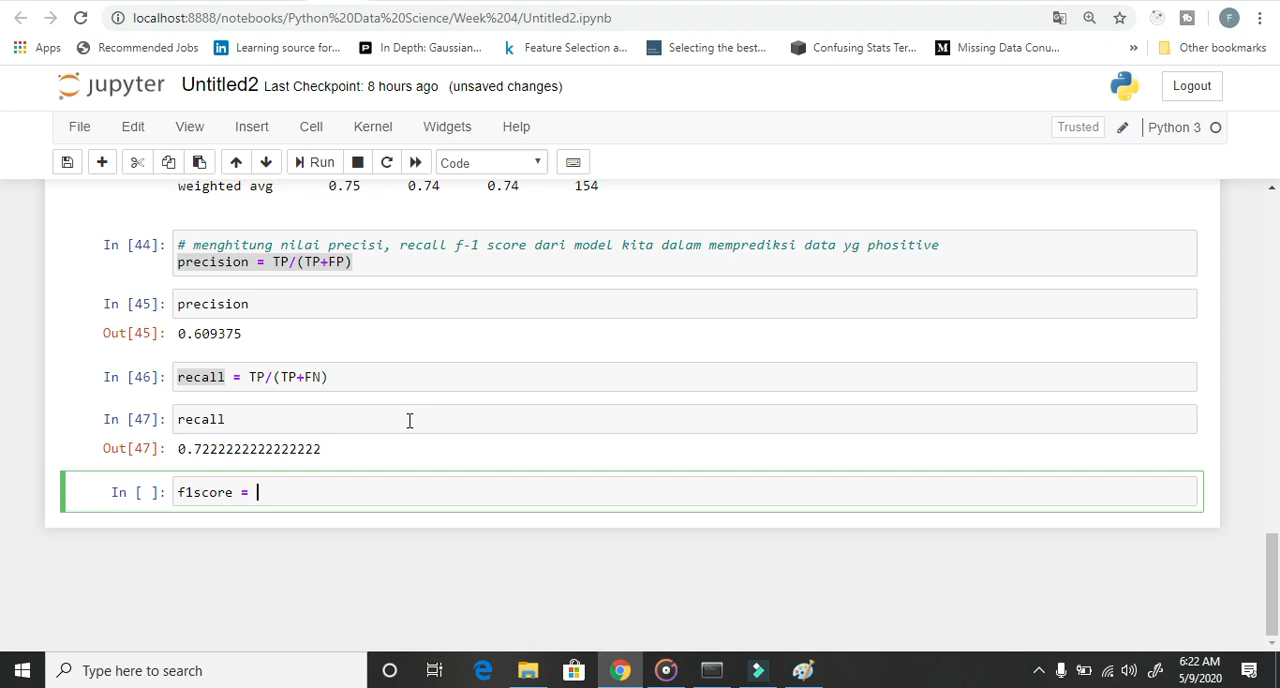 localhost:8888/notebooks/Python%20Data%20Science/Week%204/Untitled2.ipynb
F
Apps Recommended Jobs Learning source for... In Depth: Gaussian... Feature Selection a... Selecting the best... Confusing Stats Ter... Missing Data Conu... » Other bookmarks
jupyter Untitled2 Last Checkpoint: 8 hours ago (unsaved changes) Logout
File Edit View Insert Cell Kernel Widgets Help Trusted Python 3
Run Code
weighted avg 0.75 0.74 0.74 154
In [44]: # menghitung nilai precisi, recall f-1 score dari model kita dalam memprediksi data yg phositive
precision = TP/(TP+FP)
In [45]: precision
Out[45]: 0.609375
In [46]: recall = TP/(TP+FN)
In [47]: recall
Out[47]: 0.7222222222222222
In [ ]: f1score =
Type here to search
6:22 AM
5/9/2020